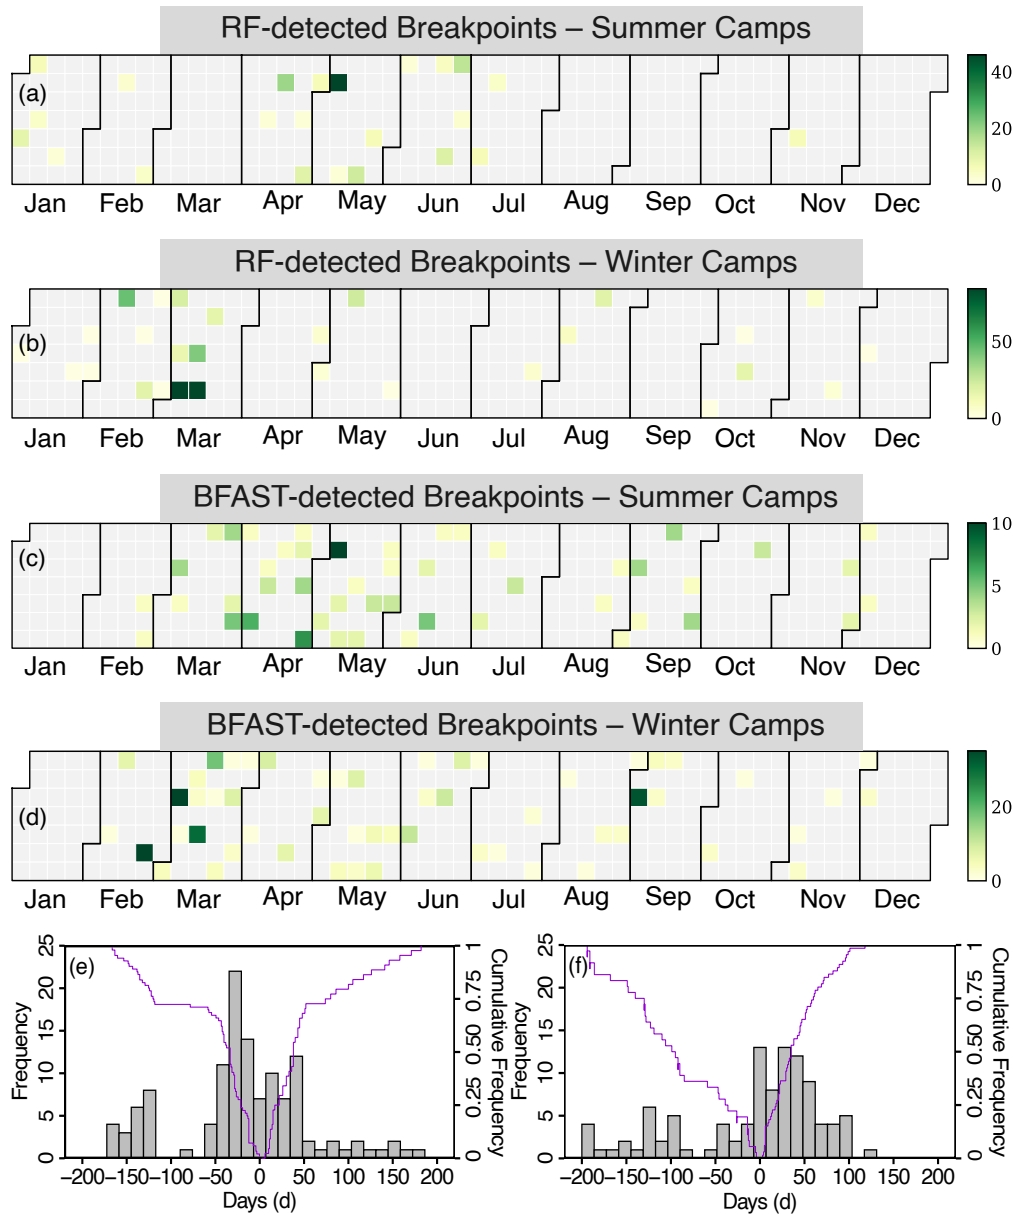 RF-detected Breakpoints – Summer Camps
(a)
40
20
0
Jan Feb Mar Apr May Jun Jul Aug Sep Oct Nov Dec
RF-detected Breakpoints – Winter Camps
(b)
50
0
Jan Feb Mar Apr May Jun Jul Aug Sep Oct Nov Dec
BFAST-detected Breakpoints – Summer Camps
(c)
10
5
0
Jan Feb Mar Apr May Jun Jul Aug Sep Oct Nov Dec
BFAST-detected Breakpoints – Winter Camps
(d)
20
0
Jan Feb Mar Apr May Jun Jul Aug Sep Oct Nov Dec
(e)
Frequency
0 5 10 15 20 25
Cumulative Frequency
0 0.25 0.50 0.75 1
−200 −150 −100 −50 0 50 100 150 200
Days (d)
(f)
Frequency
0 5 10 15 20 25
Cumulative Frequency
0 0.25 0.50 0.75 1
−200 −150 −100 −50 0 50 100 150 200
Days (d)